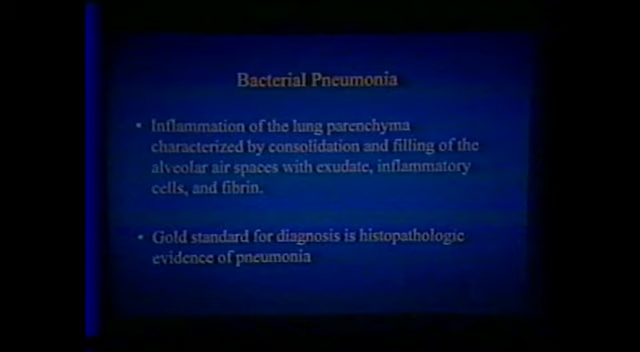 Bacterial Pneumonia
• Inflammation of the lung parenchyma
characterized by consolidation and filling of the
alveolar air spaces with exudate, inflammatory
cells, and fibrin.
• Gold standard for diagnosis is histopathologic
evidence of pneumonia